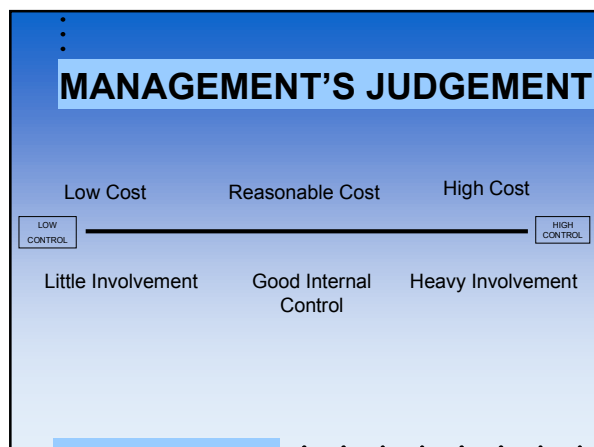 MANAGEMENT’S JUDGEMENT
Low Cost
Reasonable Cost
High Cost
LOW
CONTROL
HIGH
CONTROL
Little Involvement
Good Internal
Control
Heavy Involvement